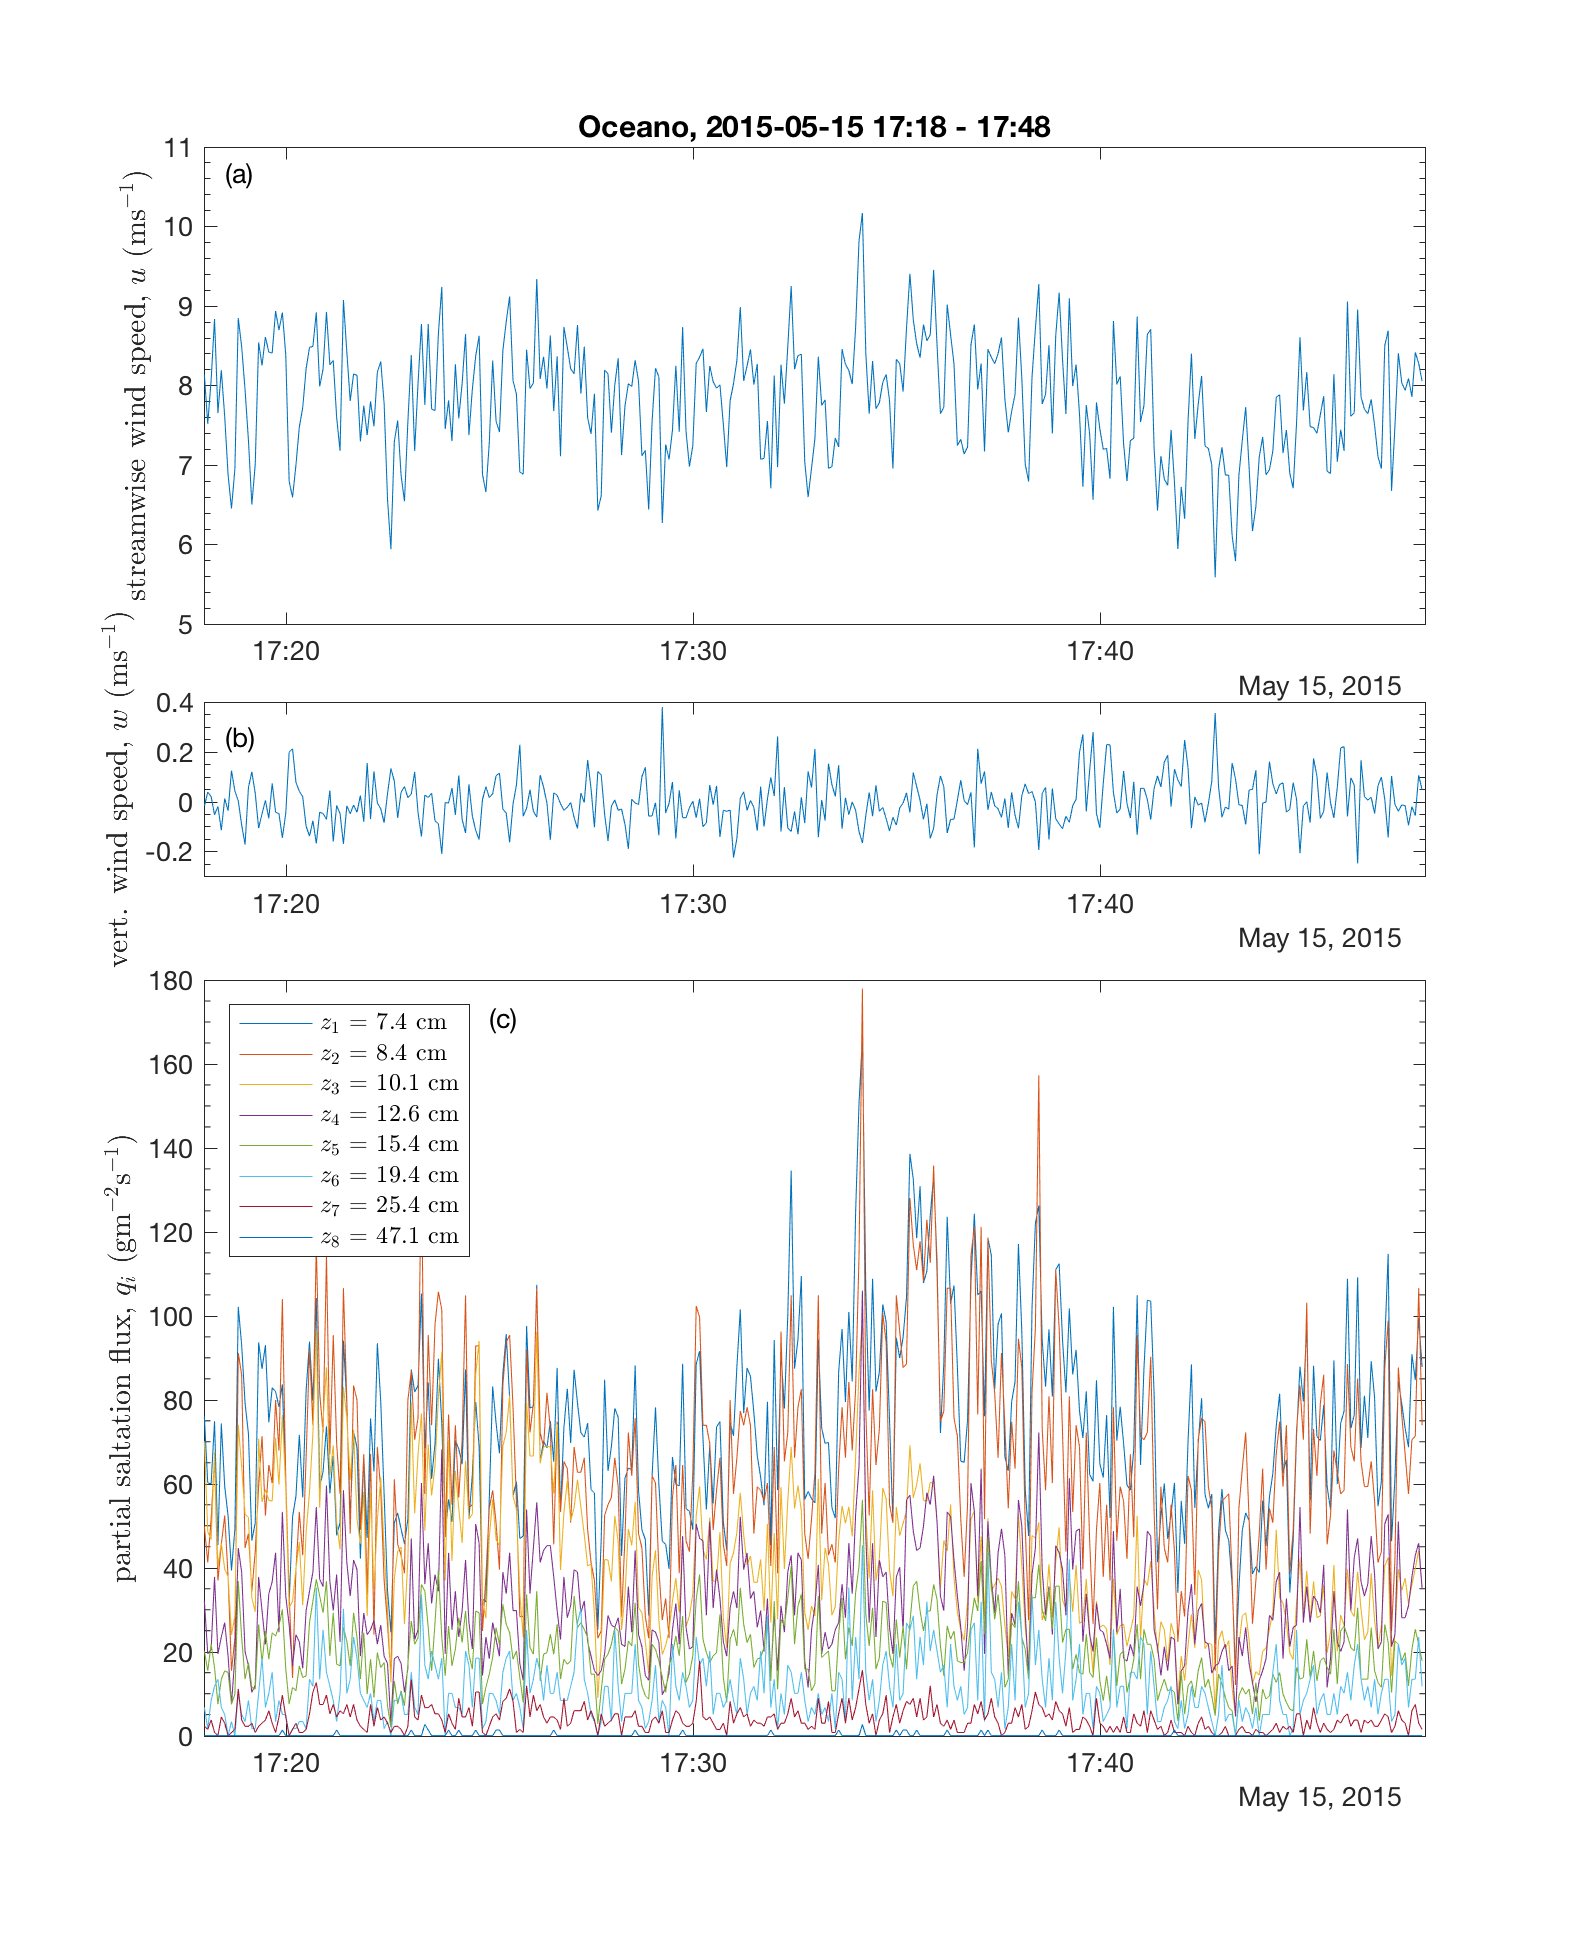 Oceano, 2015-05-15 17:18 - 17:48
(a)
streamwise wind speed, u (ms⁻¹)
11
10
9
8
7
6
5
17:20 17:30 17:40
May 15, 2015
(b)
vert. wind speed, w (ms⁻¹)
0.4
0.2
0
-0.2
17:20 17:30 17:40
May 15, 2015
(c)
partial saltation flux, qᵢ (gm⁻²s⁻¹)
180
160
140
120
100
80
60
40
20
0
z₁ = 7.4 cm
z₂ = 8.4 cm
z₃ = 10.1 cm
z₄ = 12.6 cm
z₅ = 15.4 cm
z₆ = 19.4 cm
z₇ = 25.4 cm
z₈ = 47.1 cm
17:20 17:30 17:40
May 15, 2015